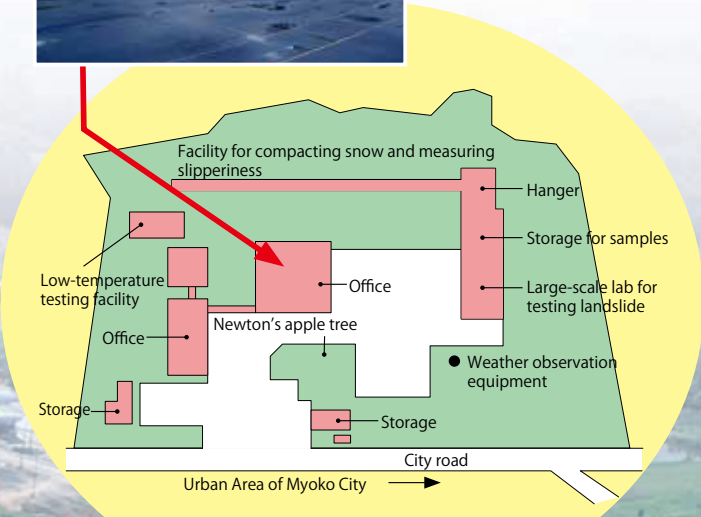 Facility for compacting snow and measuring
slipperiness
Hanger
Storage for samples
Low-temperature
testing facility
Office
Large-scale lab for
testing landslide
Newton's apple tree
Office
Weather observation
equipment
Storage
Storage
City road
Urban Area of Myoko City